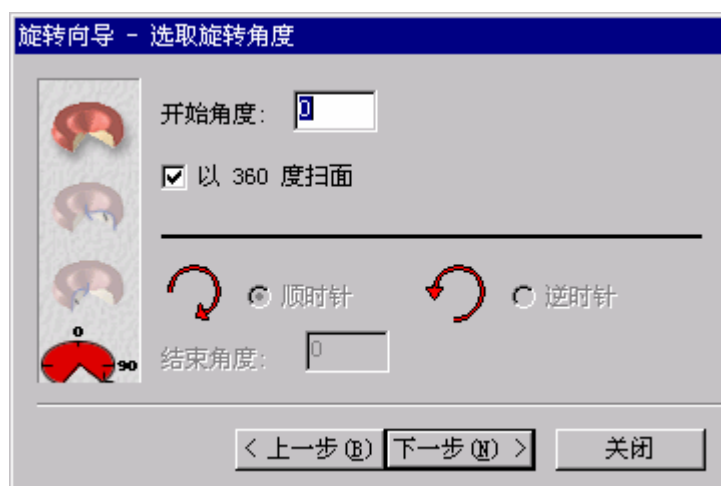 旋转向导 - 选取旋转角度
开始角度: 0
以 360 度扫面
顺时针 逆时针
0
90
结束角度: 0
< 上一步(B) 下一步(N) > 关闭